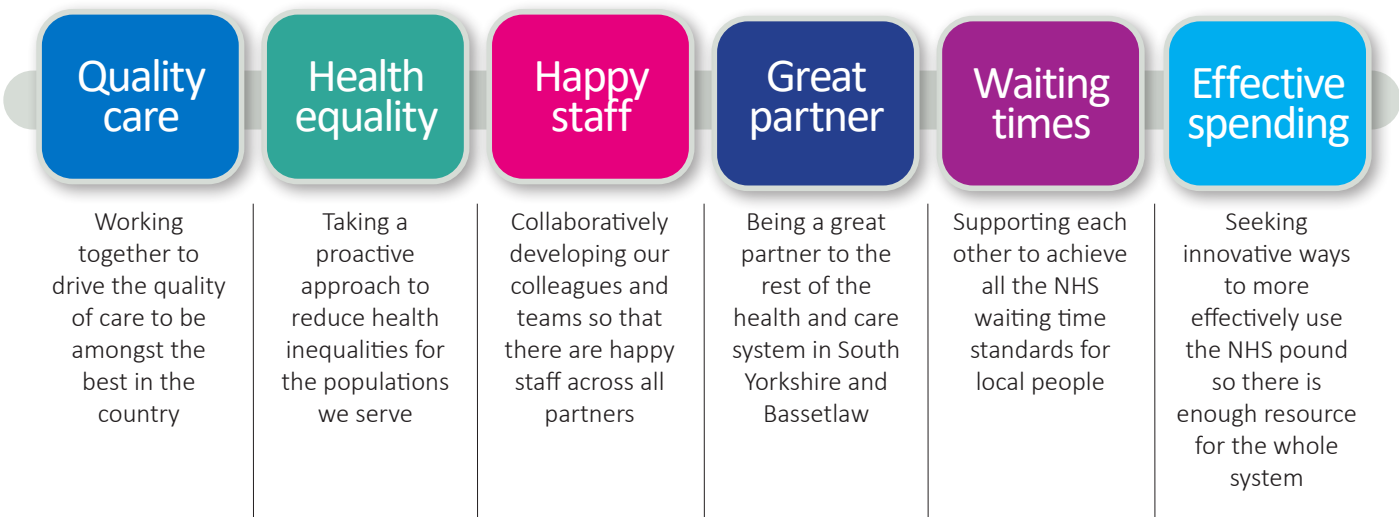 Quality
care
Health
equality
Happy
staff
Great
partner
Waiting
times
Effective
spending
Working
together to
drive the quality
of care to be
amongst the
best in the
country
Taking a
proactive
approach to
reduce health
inequalities for
the populations
we serve
Collaboratively
developing our
colleagues and
teams so that
there are happy
staff across all
partners
Being a great
partner to the
rest of the
health and care
system in South
Yorkshire and
Bassetlaw
Supporting each
other to achieve
all the NHS
waiting time
standards for
local people
Seeking
innovative ways
to more
effectively use
the NHS pound
so there is
enough resource
for the whole
system